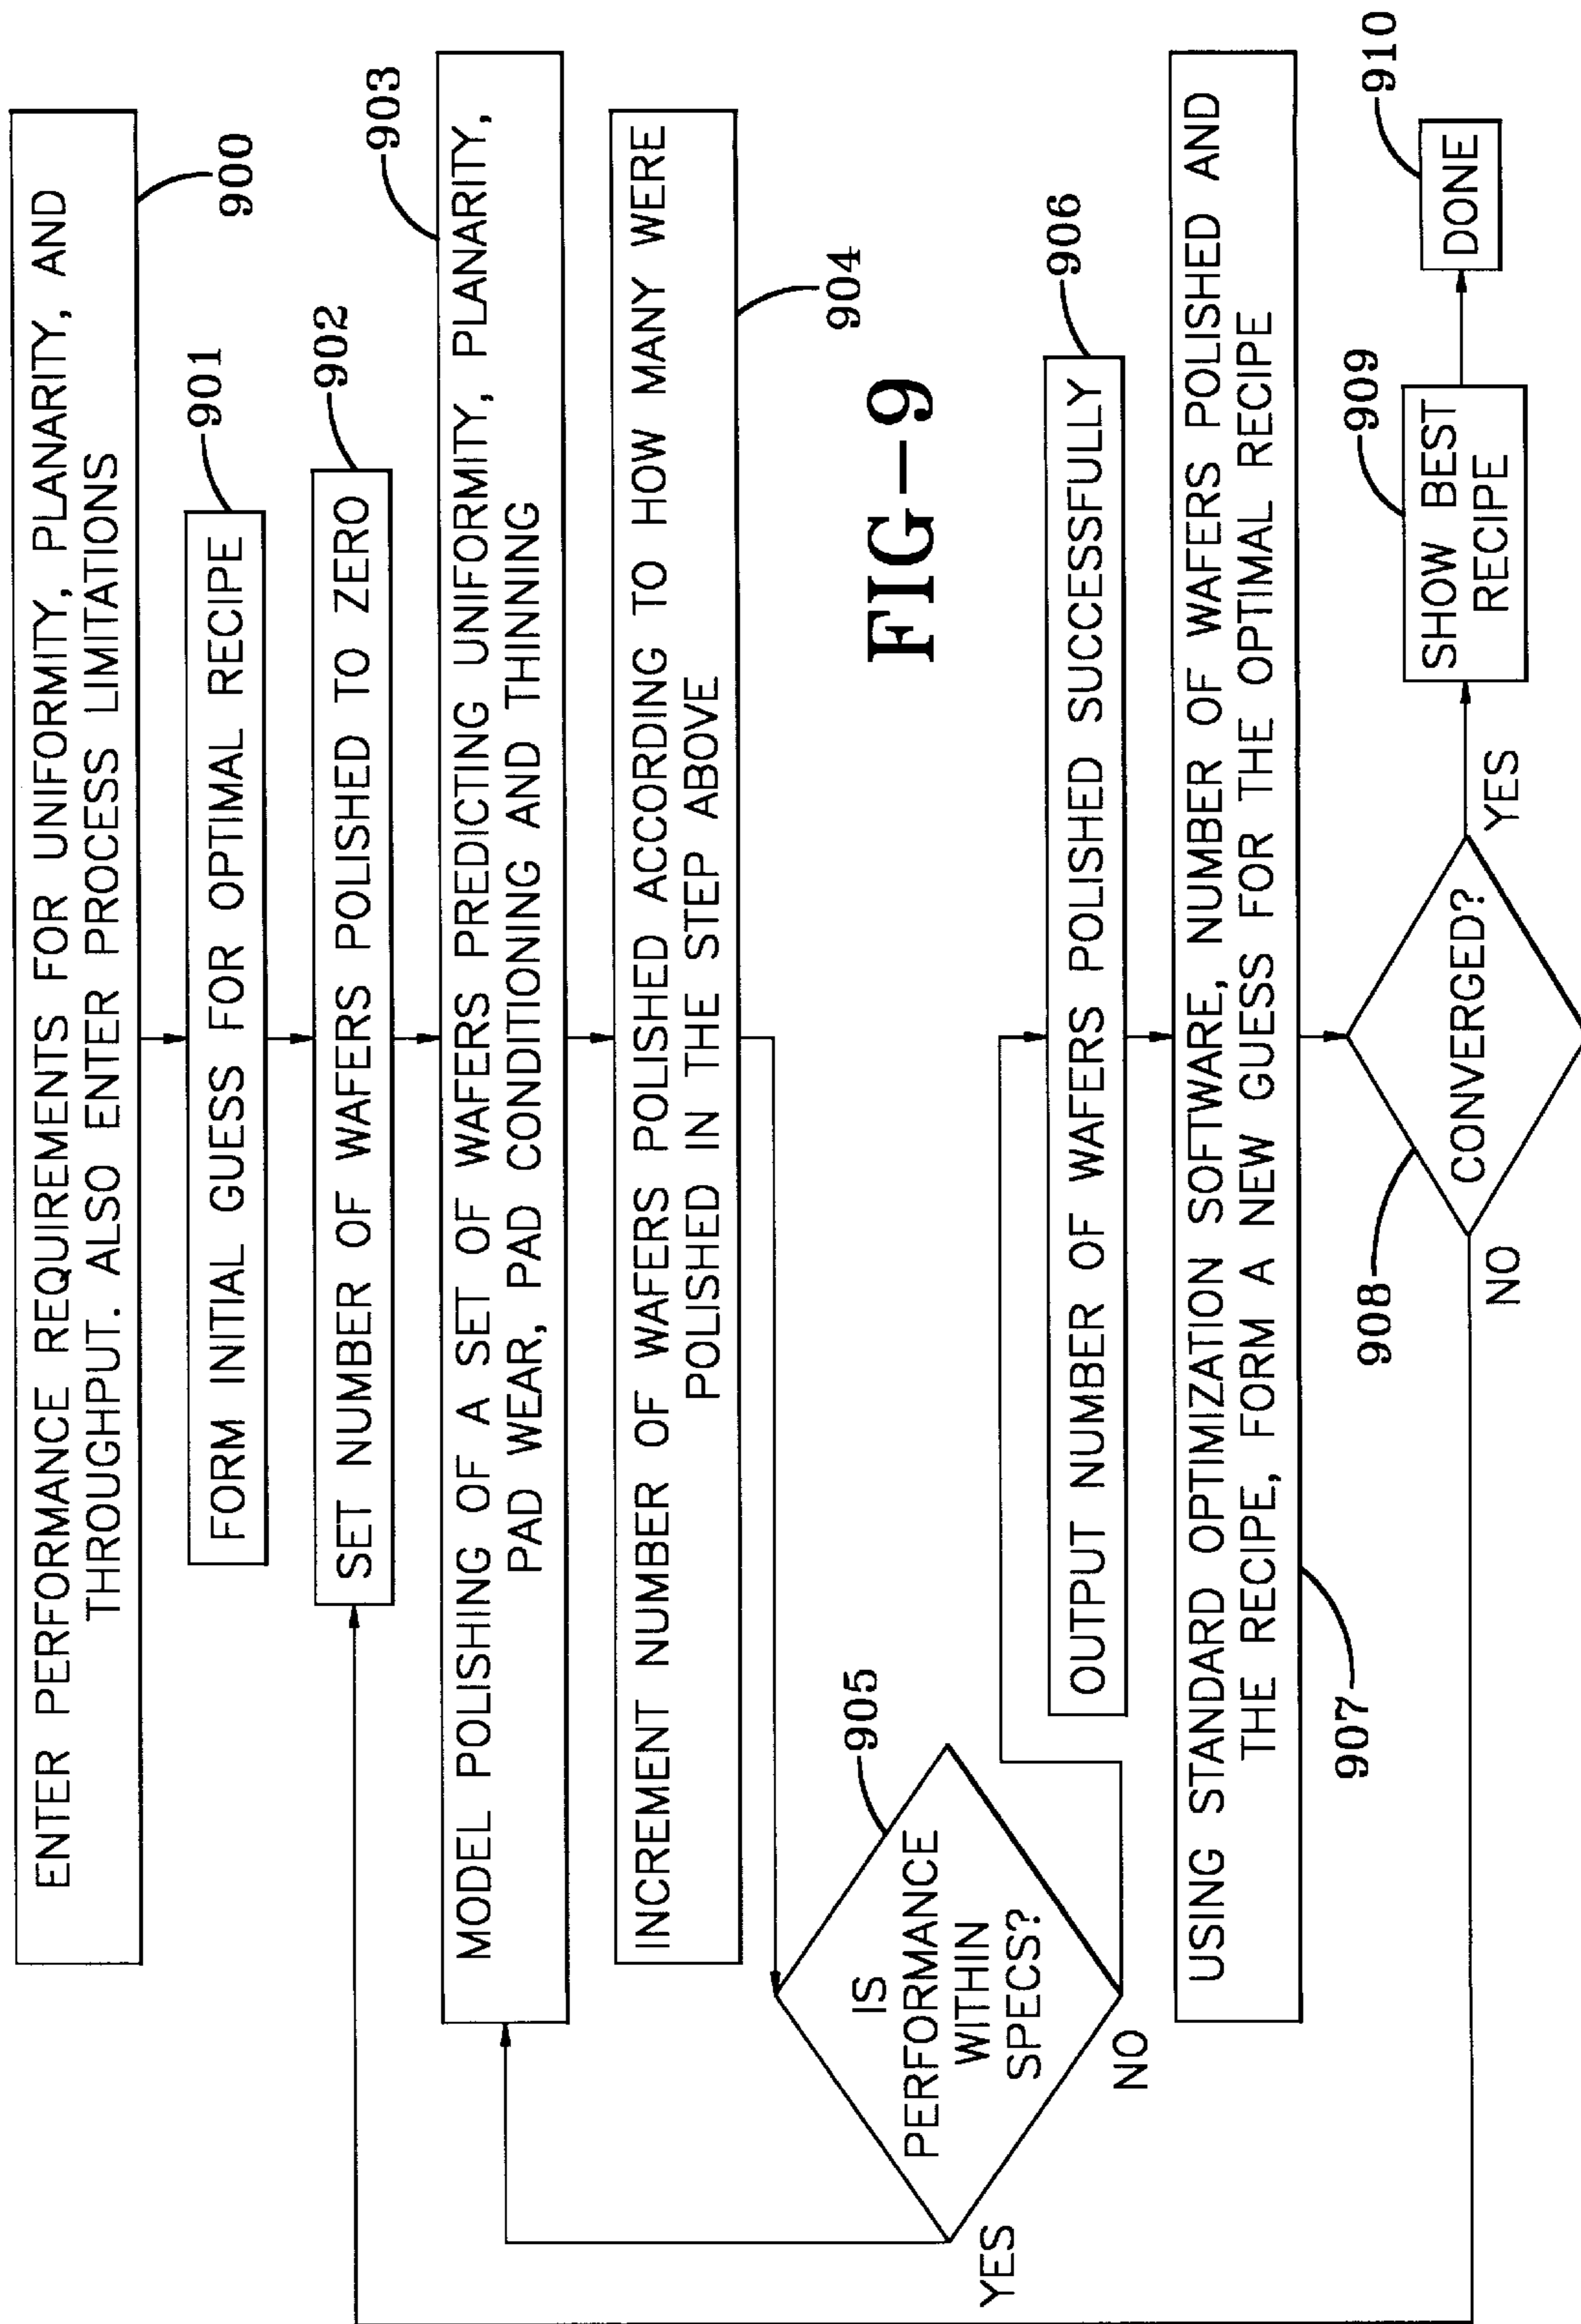 ENTER PERFORMANCE REQUIREMENTS FOR UNIFORMITY, PLANARITY, AND
THROUGHPUT. ALSO ENTER PROCESS LIMITATIONS
900
FORM INITIAL GUESS FOR OPTIMAL RECIPE
901
SET NUMBER OF WAFERS POLISHED TO ZERO
902
MODEL POLISHING OF A SET OF WAFERS PREDICTING UNIFORMITY, PLANARITY,
PAD WEAR, PAD CONDITIONING AND THINNING
903
INCREMENT NUMBER OF WAFERS POLISHED ACCORDING TO HOW MANY WERE
POLISHED IN THE STEP ABOVE
904
IS
PERFORMANCE
WITHIN
SPECS?
905
YES
NO
FIG-9
OUTPUT NUMBER OF WAFERS POLISHED SUCCESSFULLY
906
USING STANDARD OPTIMIZATION SOFTWARE, NUMBER OF WAFERS POLISHED AND
THE RECIPE, FORM A NEW GUESS FOR THE OPTIMAL RECIPE
907
CONVERGED?
908
NO
YES
SHOW BEST
RECIPE
909
DONE
910